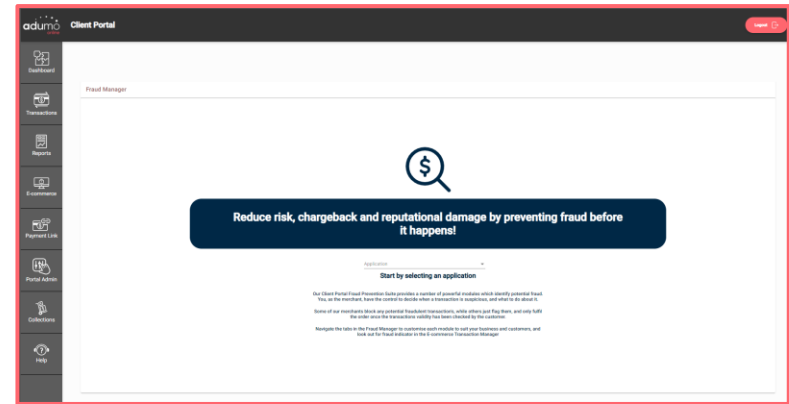 adumo
online
Client Portal
Logout
Dashboard
Transactions
Reports
E-commerce
Payment Link
Portal Admin
Collections
Help
Fraud Manager
$
Reduce risk, chargeback and reputational damage by preventing fraud before
it happens!
Application
Start by selecting an application
Our Client Portal Fraud Prevention Suite provides a number of powerful modules which identify potential fraud
You, as the merchant, have the control to decide when a transaction is suspicious, and what to do about it.
Some of our merchants block any potential fraudulent transactions, while others just flag them, and only fulfil
the order once the transactions validity has been checked by the customer
Navigate the tabs in the Fraud Manager to customise each module to suit your business and customers, and
look out for fraud indicator in the E-commerce Transaction Manager